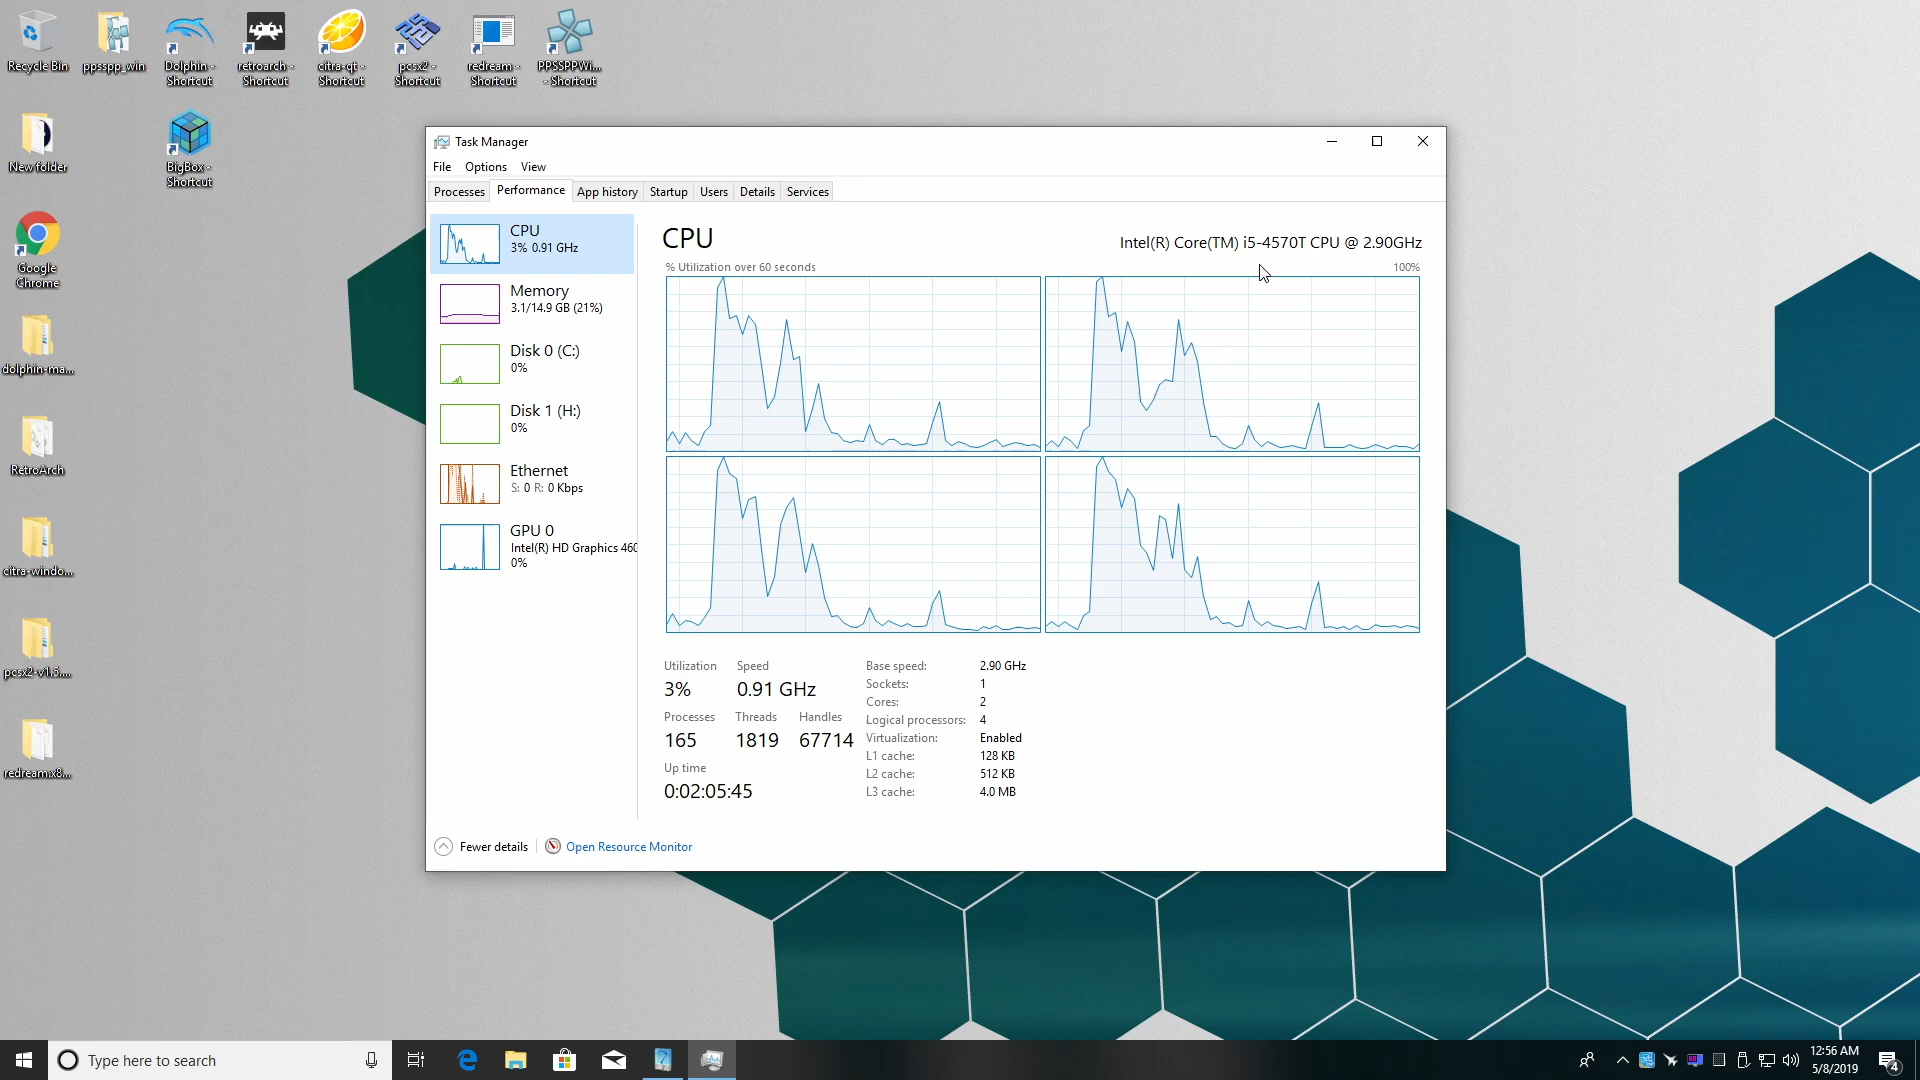 Recycle Bin
ppsspp_win
Dolphin - Shortcut
retroarch - Shortcut
citra-qt - Shortcut
pcsx2 - Shortcut
redream - Shortcut
PPSSPPWi... - Shortcut
New folder
BigBox - Shortcut
Google Chrome
dolphin-ma...
RetroArch
citra-windo...
pcsx2-v1.5....
redream.x8...
Task Manager
File Options View
Processes Performance App history Startup Users Details Services
CPU
3% 0.91 GHz
Memory
3.1/14.9 GB (21%)
Disk 0 (C:)
0%
Disk 1 (H:)
0%
Ethernet
S: 0 R: 0 Kbps
GPU 0
Intel(R) HD Graphics 460
0%
CPU
Intel(R) Core(TM) i5-4570T CPU @ 2.90GHz
% Utilization over 60 seconds
100%
Utilization Speed
3% 0.91 GHz
Processes Threads Handles
165 1819 67714
Up time
0:02:05:45
Base speed: 2.90 GHz
Sockets: 1
Cores: 2
Logical processors: 4
Virtualization: Enabled
L1 cache: 128 KB
L2 cache: 512 KB
L3 cache: 4.0 MB
Fewer details
Open Resource Monitor
Type here to search
12:56 AM
5/8/2019
4